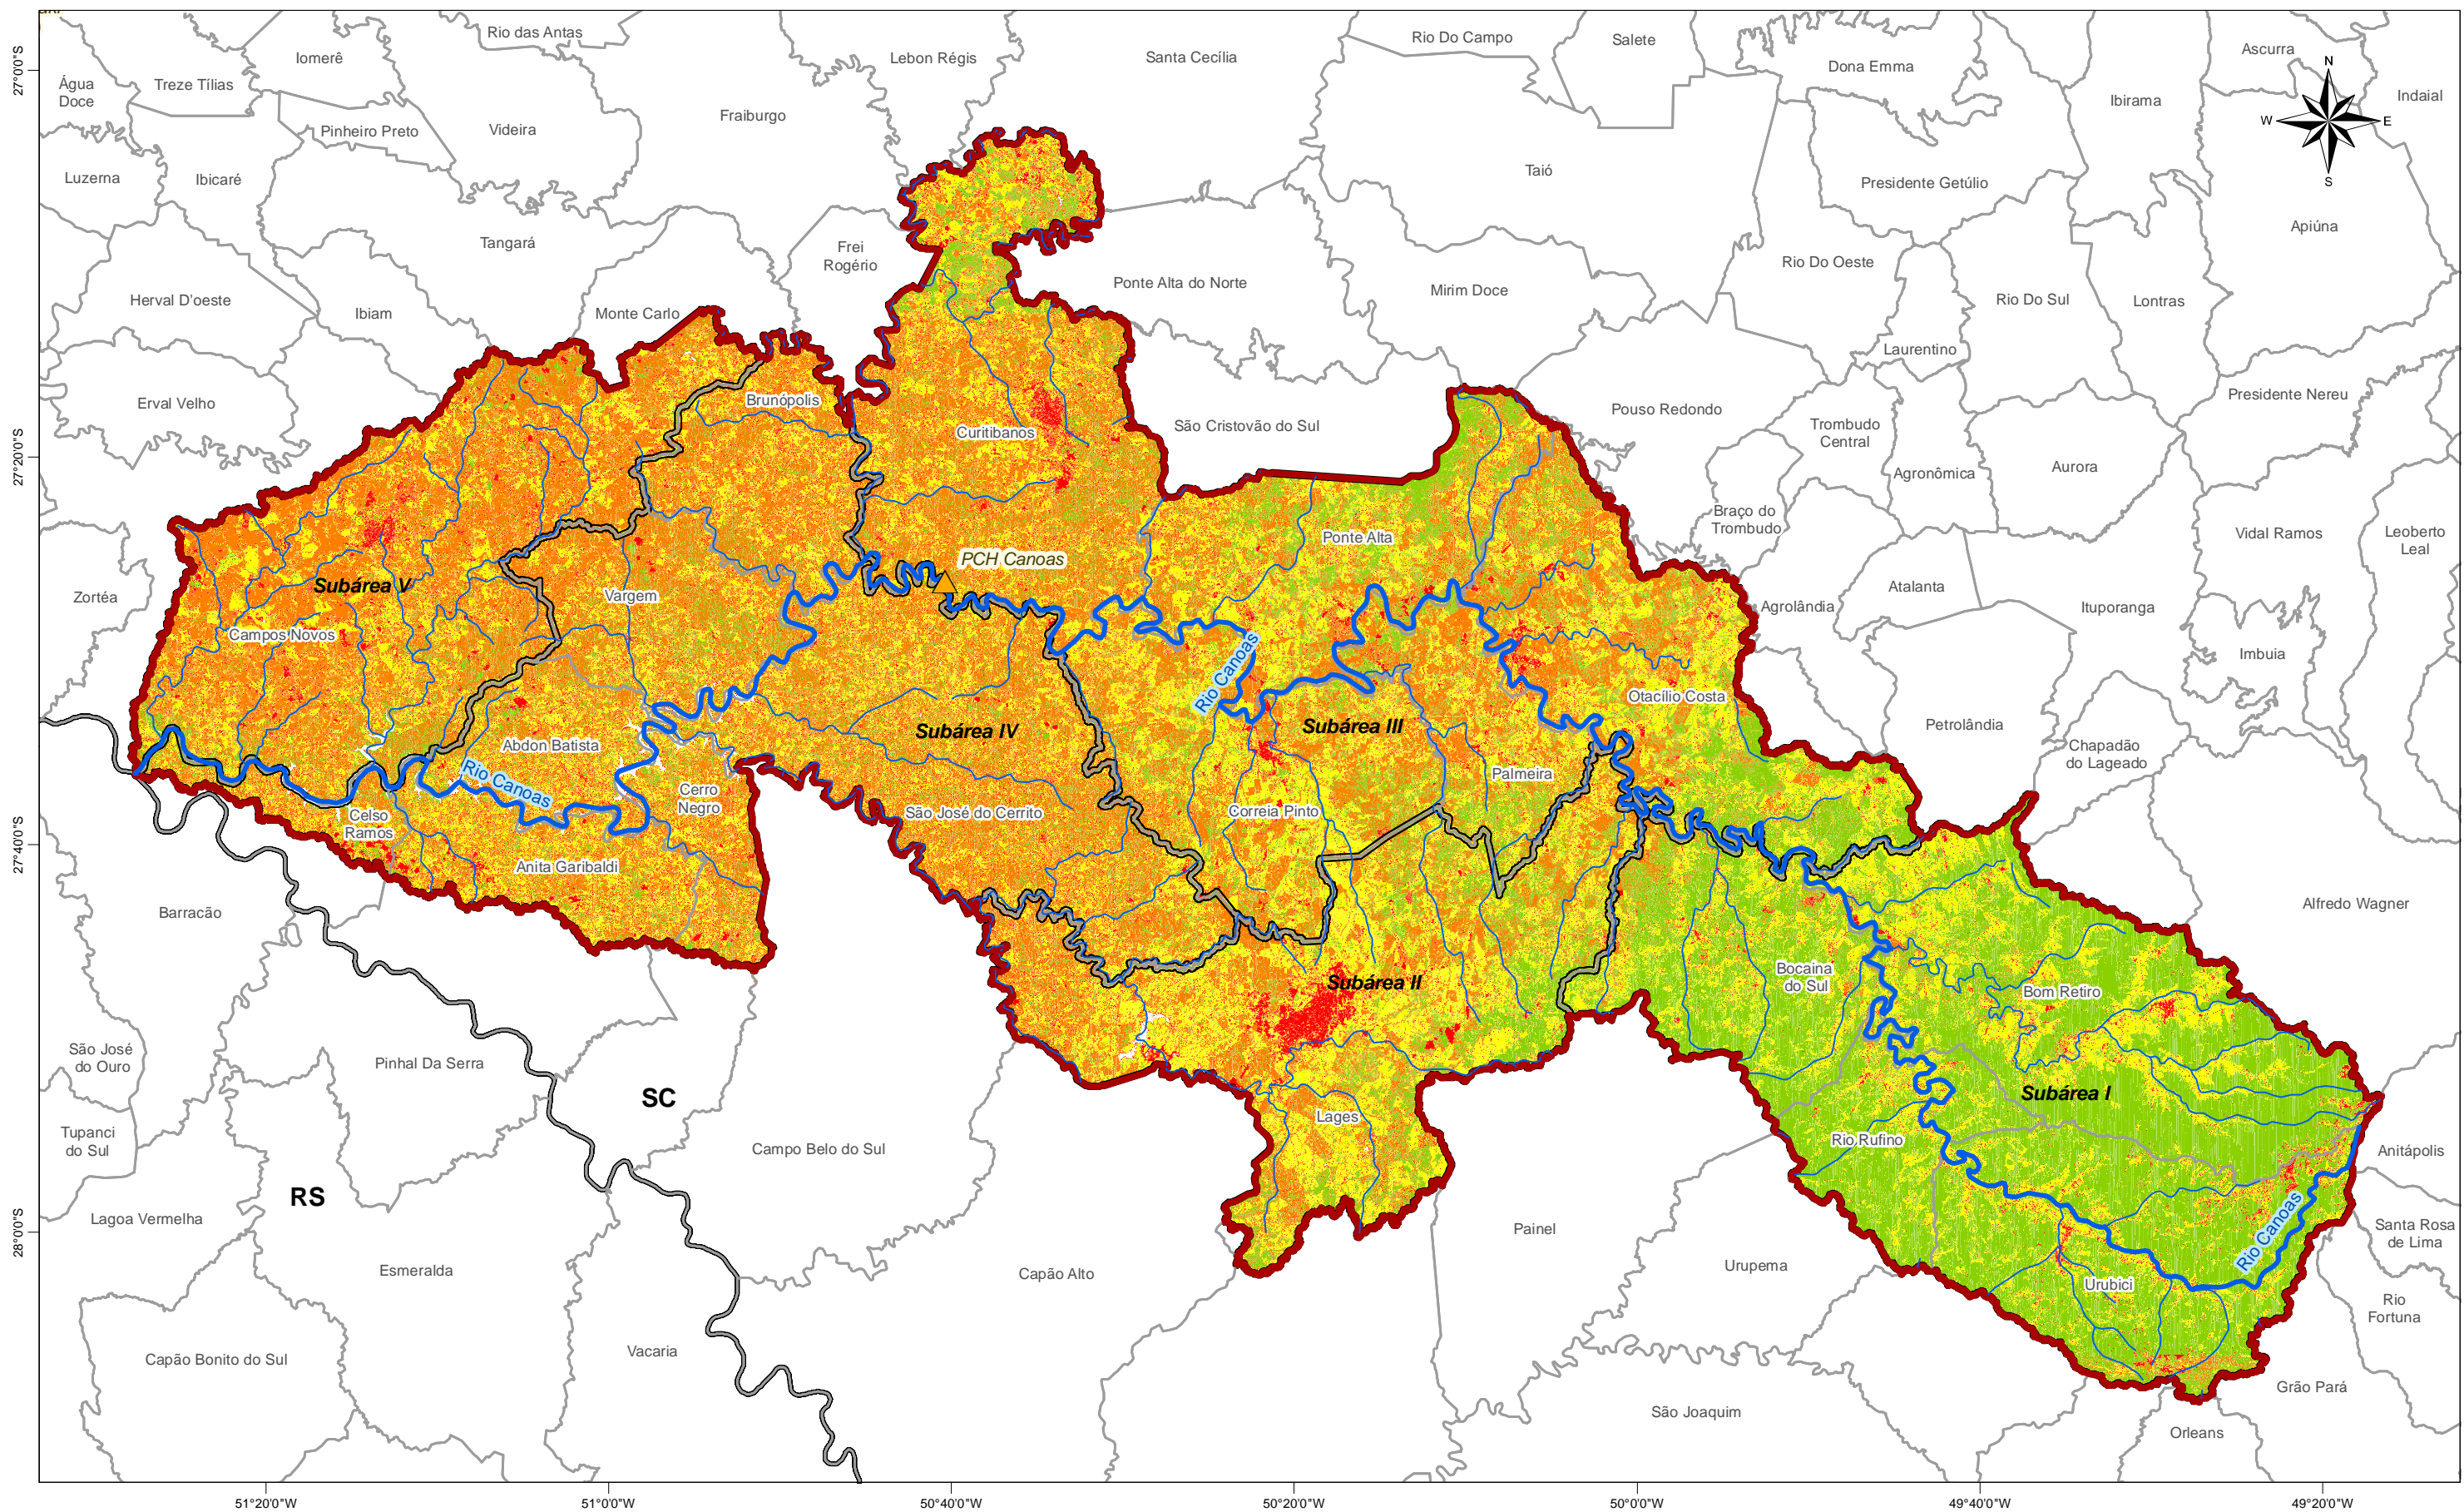 Rio das Antas
Iomerê
Treze Tílias
Água
Doce
Lebon Régis
Santa Cecília
Rio Do Campo
Salete
Dona Emma
Ascurra
Indaial
Ibirama
N
W
E
S
27°0'0"S
Pinheiro Preto
Videira
Fraiburgo
Luzerna
Ibicaré
Taió
Presidente Getúlio
Apiúna
Tangará
Frei
Rogério
Ponte Alta do Norte
Mirim Doce
Rio Do Oeste
Rio Do Sul
Lontras
Herval D'oeste
Ibiam
Monte Carlo
Laurentino
Erval Velho
Brunópolis
Curitibanos
São Cristovão do Sul
Pouso Redondo
Trombudo
Central
Agronômica
Aurora
Presidente Nereu
27°20'0"S
Braço do
Trombudo
Vidal Ramos
Leoberto
Leal
Ponte Alta
PCH Canoas
Subárea V
Vargem
Zortéa
Campos Novos
Agrolândia
Atalanta
Ituporanga
Imbuia
Rio Canoas
Otacílio Costa
Subárea IV
Subárea III
Petrolândia
Chapadão
do Lageado
Abdon Batista
Rio Canoas
Cerro
Negro
Palmeira
Celso
Ramos
São José do Cerrito
Correia Pinto
27°40'0"S
Anita Garibaldi
Barracão
Alfredo Wagner
Subárea II
Bocaina
do Sul
Bom Retiro
São José
do Ouro
Pinhal Da Serra
SC
Subárea I
Lages
Tupanci
do Sul
Campo Belo do Sul
Rio Rufino
Anitápolis
RS
Lagoa Vermelha
Painel
Rio Canoas
Santa Rosa
de Lima
28°0'0"S
Esmeralda
Capão Alto
Urupema
Urubici
Rio
Fortuna
Capão Bonito do Sul
Vacaria
Grão Pará
São Joaquim
Orleans
51°20'0"W
51°0'0"W
50°40'0"W
50°20'0"W
50°0'0"W
49°40'0"W
49°20'0"W